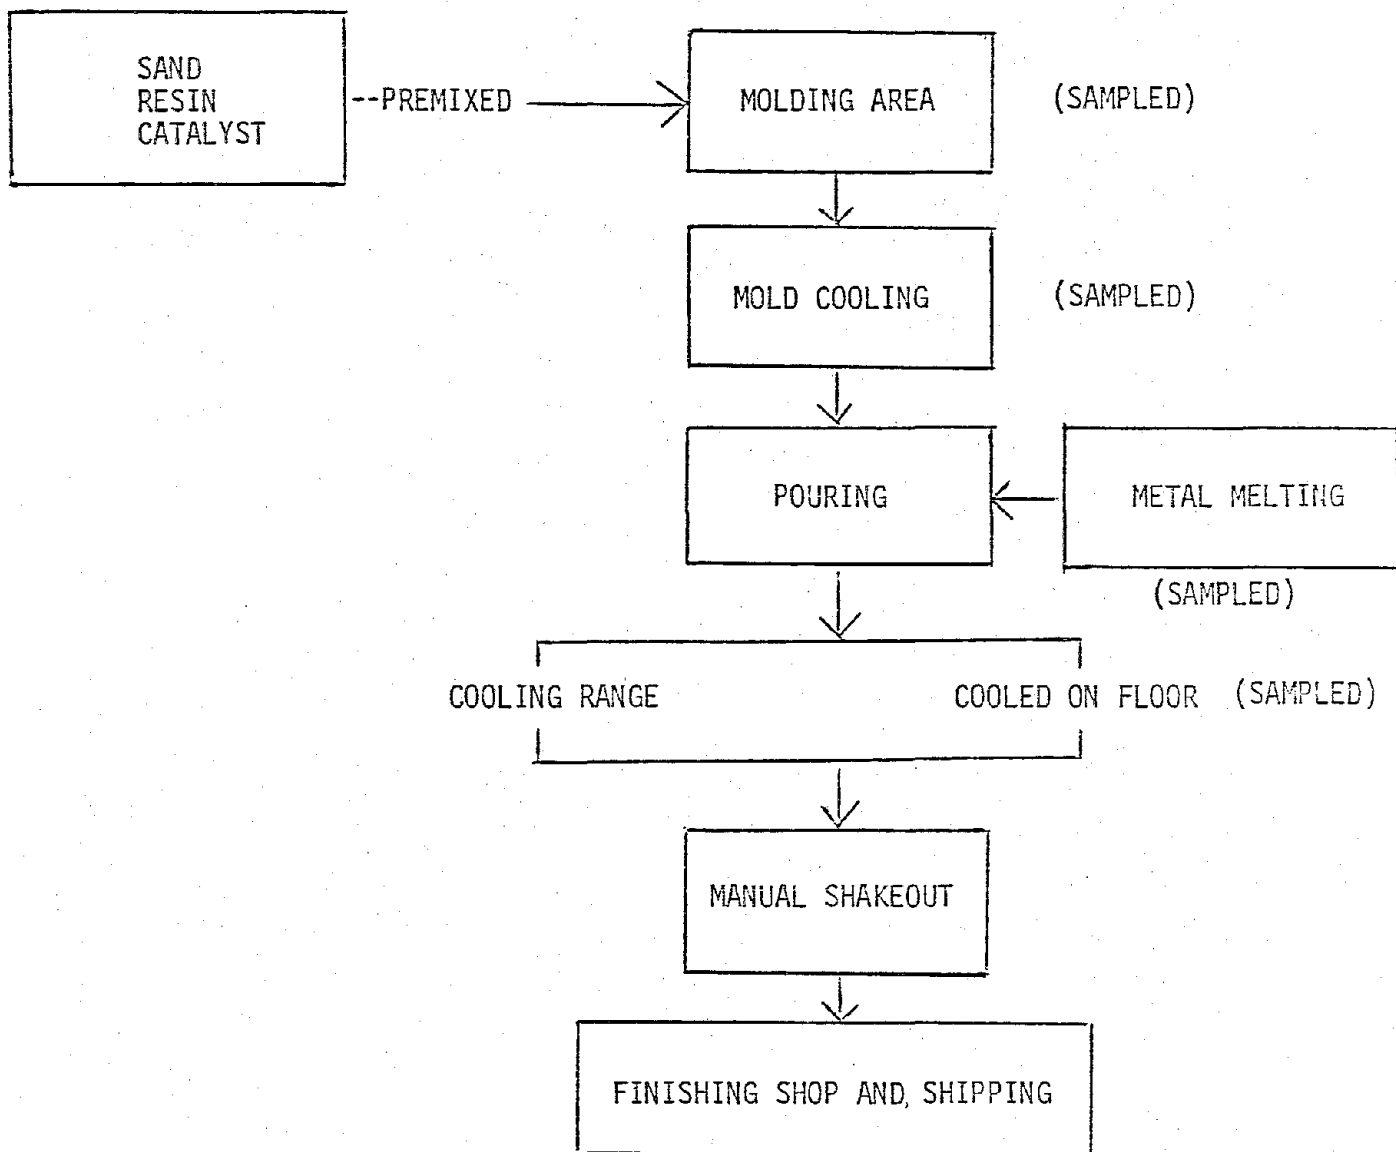 SAND
RESIN
CATALYST
--PREMIXED
MOLDING AREA
(SAMPLED)
MOLD COOLING
(SAMPLED)
POURING
METAL MELTING
(SAMPLED)
COOLING RANGE
COOLED ON FLOOR
(SAMPLED)
MANUAL SHAKEOUT
FINISHING SHOP AND, SHIPPING